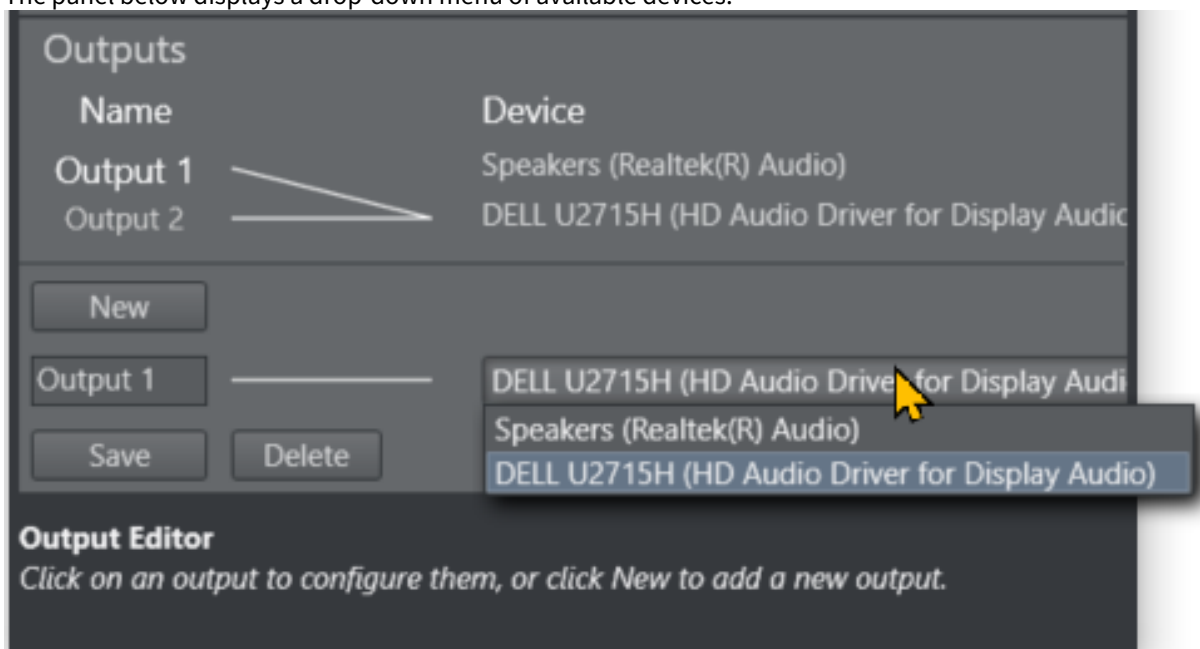 The panel below displays a drop-down menu of available devices.
Outputs
Name Device
Output 1 Speakers (Realtek(R) Audio)
Output 2 DELL U2715H (HD Audio Driver for Display Audio
New
Output 1 DELL U2715H (HD Audio Driver for Display Audi
Speakers (Realtek(R) Audio)
Save Delete
DELL U2715H (HD Audio Driver for Display Audio)
Output Editor
Click on an output to configure them, or click New to add a new output.